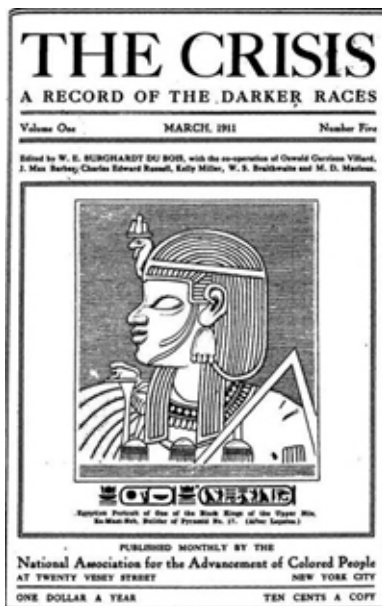 THE CRISIS
A RECORD OF THE DARKER RACES
Volume One MARCH, 1911 Number Five
Edited by W. E. BURGHARDT DU BOIS, with the co-operation of Oswald Garrison Villard,
J. Max Barber, Charles Edward Russell, Kelly Miller, W. S. Braithwaite and M. D. Maclean.
Egyptian Portrait of One of the Black Kings of the Upper Nile,
Builder of Pyramid No. 17. (After Lepsius.)
PUBLISHED MONTHLY BY THE
National Association for the Advancement of Colored People
AT TWENTY VESEY STREET NEW YORK CITY
ONE DOLLAR A YEAR TEN CENTS A COPY